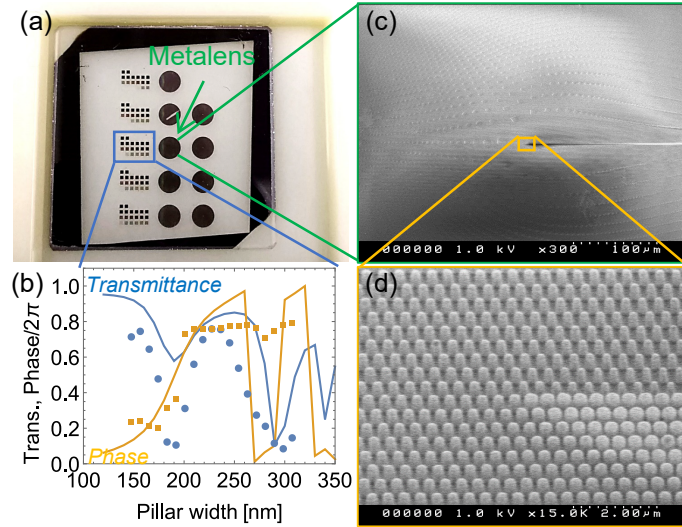 (a)
Metalens
(c)
000000 1.0 kV x300 100µm
(b)
Transmittance
Phase
Trans., Phase/2π
1.0
0.8
0.6
0.4
0.2
0.0
100 150 200 250 300 350
Pillar width [nm]
(d)
000000 1.0 kV x15.0K 2.00µm